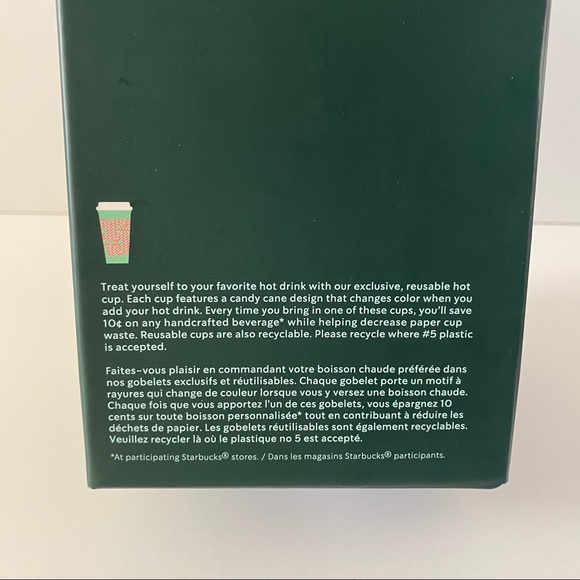 Treat yourself to your favorite hot drink with our exclusive, reusable hot
cup. Each cup features a candy cane design that changes color when you
add your hot drink. Every time you bring in one of these cups, you'll save
10¢ on any handcrafted beverage* while helping decrease paper cup
waste. Reusable cups are also recyclable. Please recycle where #5 plastic
is accepted.
Faites-vous plaisir en commandant votre boisson chaude préférée dans
nos gobelets exclusifs et réutilisables. Chaque gobelet porte un motif à
rayures qui change de couleur lorsque vous y versez une boisson chaude.
Chaque fois que vous apportez l'un de ces gobelets, vous épargnez 10
cents sur toute boisson personnalisée* tout en contribuant à réduire les
déchets de papier. Les gobelets réutilisables sont également recyclables.
Veuillez recycler là où le plastique no 5 est accepté.
*At participating Starbucks® stores. / Dans les magasins Starbucks® participants.